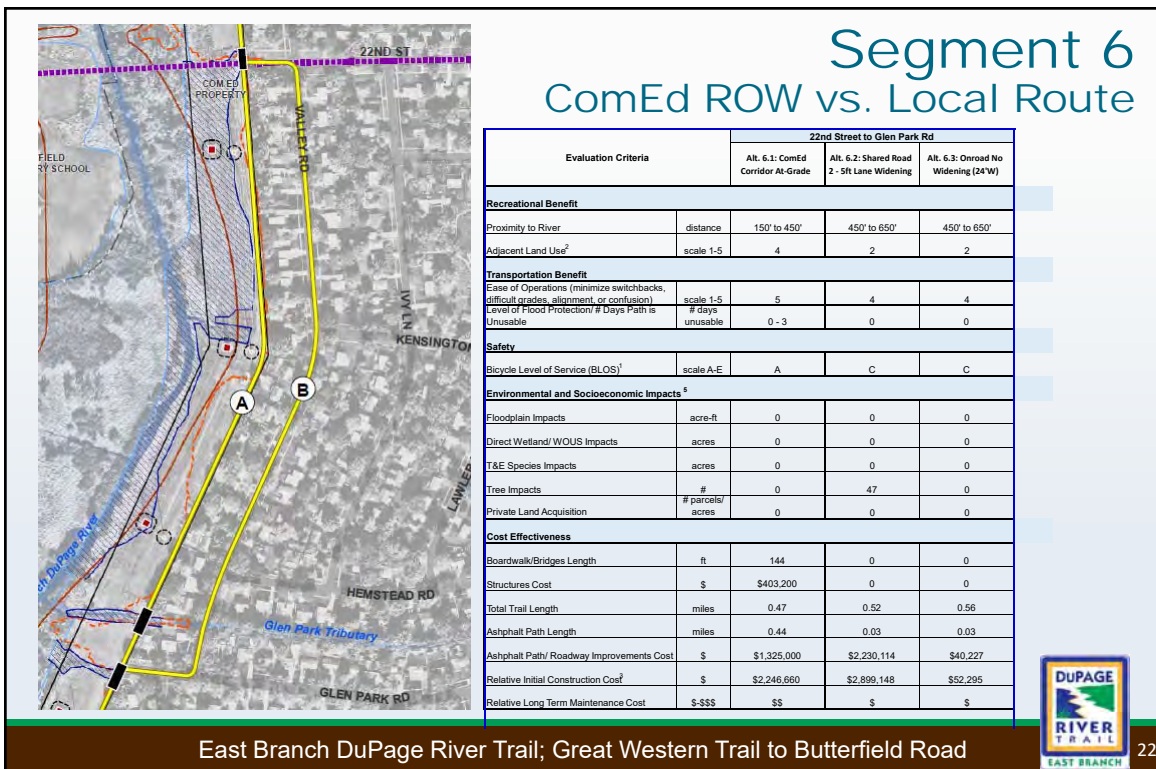 Segment 6
ComEd ROW vs. Local Route
22ND ST
COM ED
PROPERTY
VALLEY RD
FIELD
RY SCHOOL
IVY LN
KENSINGTO
A
B
LAWLER
ch DuPage River
HEMSTEAD RD
Glen Park Tributary
GLEN PARK RD
Evaluation Criteria
22nd Street to Glen Park Rd
Alt. 6.1: ComEd Corridor At-Grade
Alt. 6.2: Shared Road 2 - 5ft Lane Widening
Alt. 6.3: Onroad No Widening (24'W)
Recreational Benefit
Proximity to River distance 150' to 450' 450' to 650' 450' to 650'
Adjacent Land Use2 scale 1-5 4 2 2
Transportation Benefit
Ease of Operations (minimize switchbacks, difficult grades, alignment, or confusion) scale 1-5 5 4 4
Level of Flood Protection/ # Days Path is Unusable # days unusable 0 - 3 0 0
Safety
Bicycle Level of Service (BLOS)1 scale A-E A C C
Environmental and Socioeconomic Impacts 5
Floodplain Impacts acre-ft 0 0 0
Direct Wetland/ WOUS Impacts acres 0 0 0
T&E Species Impacts acres 0 0 0
Tree Impacts # 0 47 0
Private Land Acquisition # parcels/ acres 0 0 0
Cost Effectiveness
Boardwalk/Bridges Length ft 144 0 0
Structures Cost $ $403,200 0 0
Total Trail Length miles 0.47 0.52 0.56
Ashphalt Path Length miles 0.44 0.03 0.03
Ashphalt Path/ Roadway Improvements Cost $ $1,325,000 $2,230,114 $40,227
Relative Initial Construction Cost3 $ $2,246,660 $2,899,148 $52,295
Relative Long Term Maintenance Cost $-$$$ $$ $ $
DUPAGE
RIVER
TRAIL
EAST BRANCH
East Branch DuPage River Trail; Great Western Trail to Butterfield Road
22